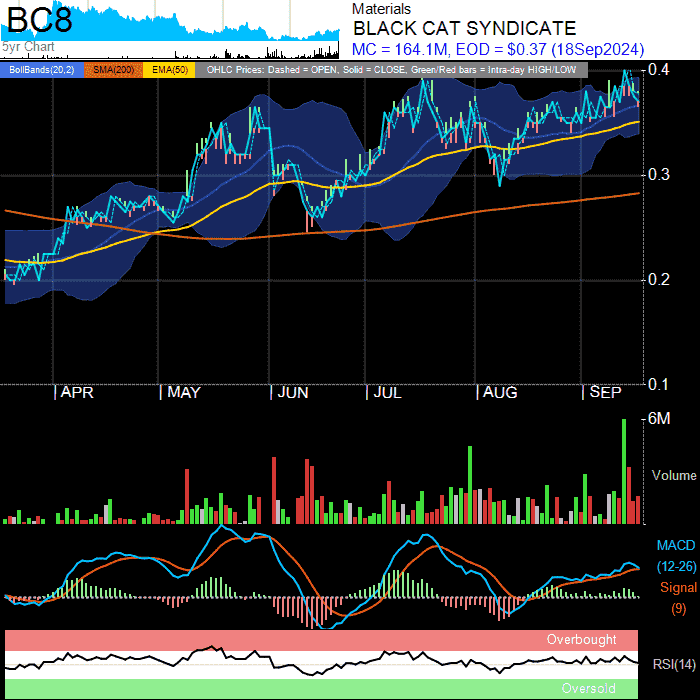 BC8
5yr Chart
Materials
BLACK CAT SYNDICATE
MC = 164.1M, EOD = $0.37 (18Sep2024)
BollBands(20,2) SMA(200) EMA(50) OHLC Prices: Dashed = OPEN, Solid = CLOSE, Green/Red bars = Intra-day HIGH/LOW
0.4
0.3
0.2
0.1
APR MAY JUN JUL AUG SEP
6M
Volume
MACD
(12-26)
Signal
(9)
Overbought
RSI(14)
Oversold